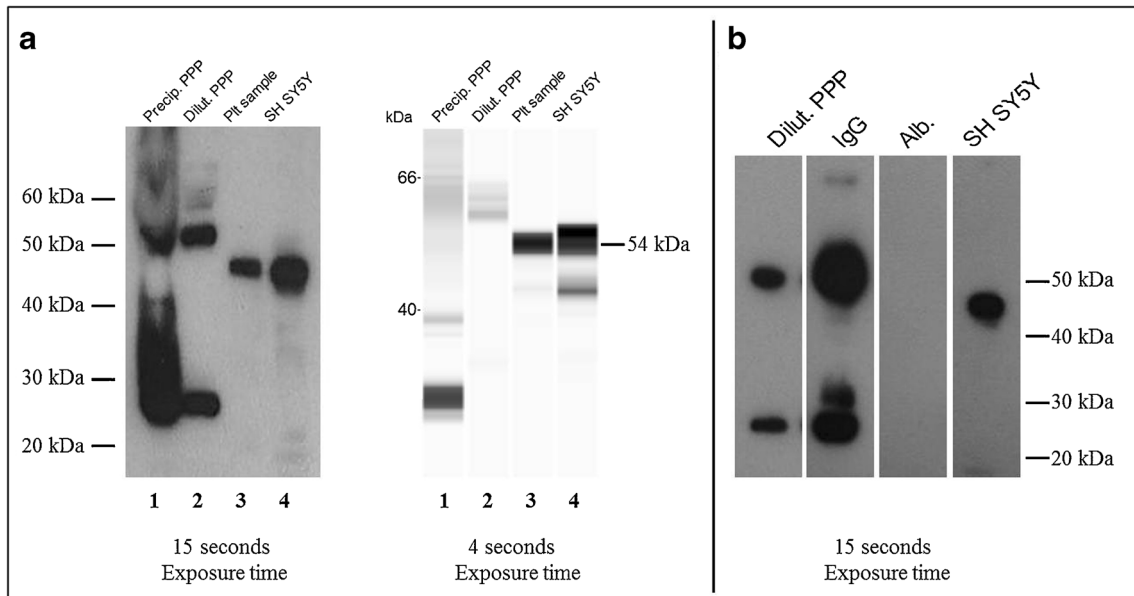 a
Precip. PPP
Dilut. PPP
Plt sample
SH SY5Y
60 kDa
50 kDa
40 kDa
30 kDa
20 kDa
1 2 3 4
15 seconds
Exposure time
kDa
Precip. PPP
Dilut. PPP
Plt sample
SH SY5Y
66-
54 kDa
40-
1 2 3 4
4 seconds
Exposure time
b
Dilut. PPP
IgG
Alb.
SH SY5Y
50 kDa
40 kDa
30 kDa
20 kDa
15 seconds
Exposure time